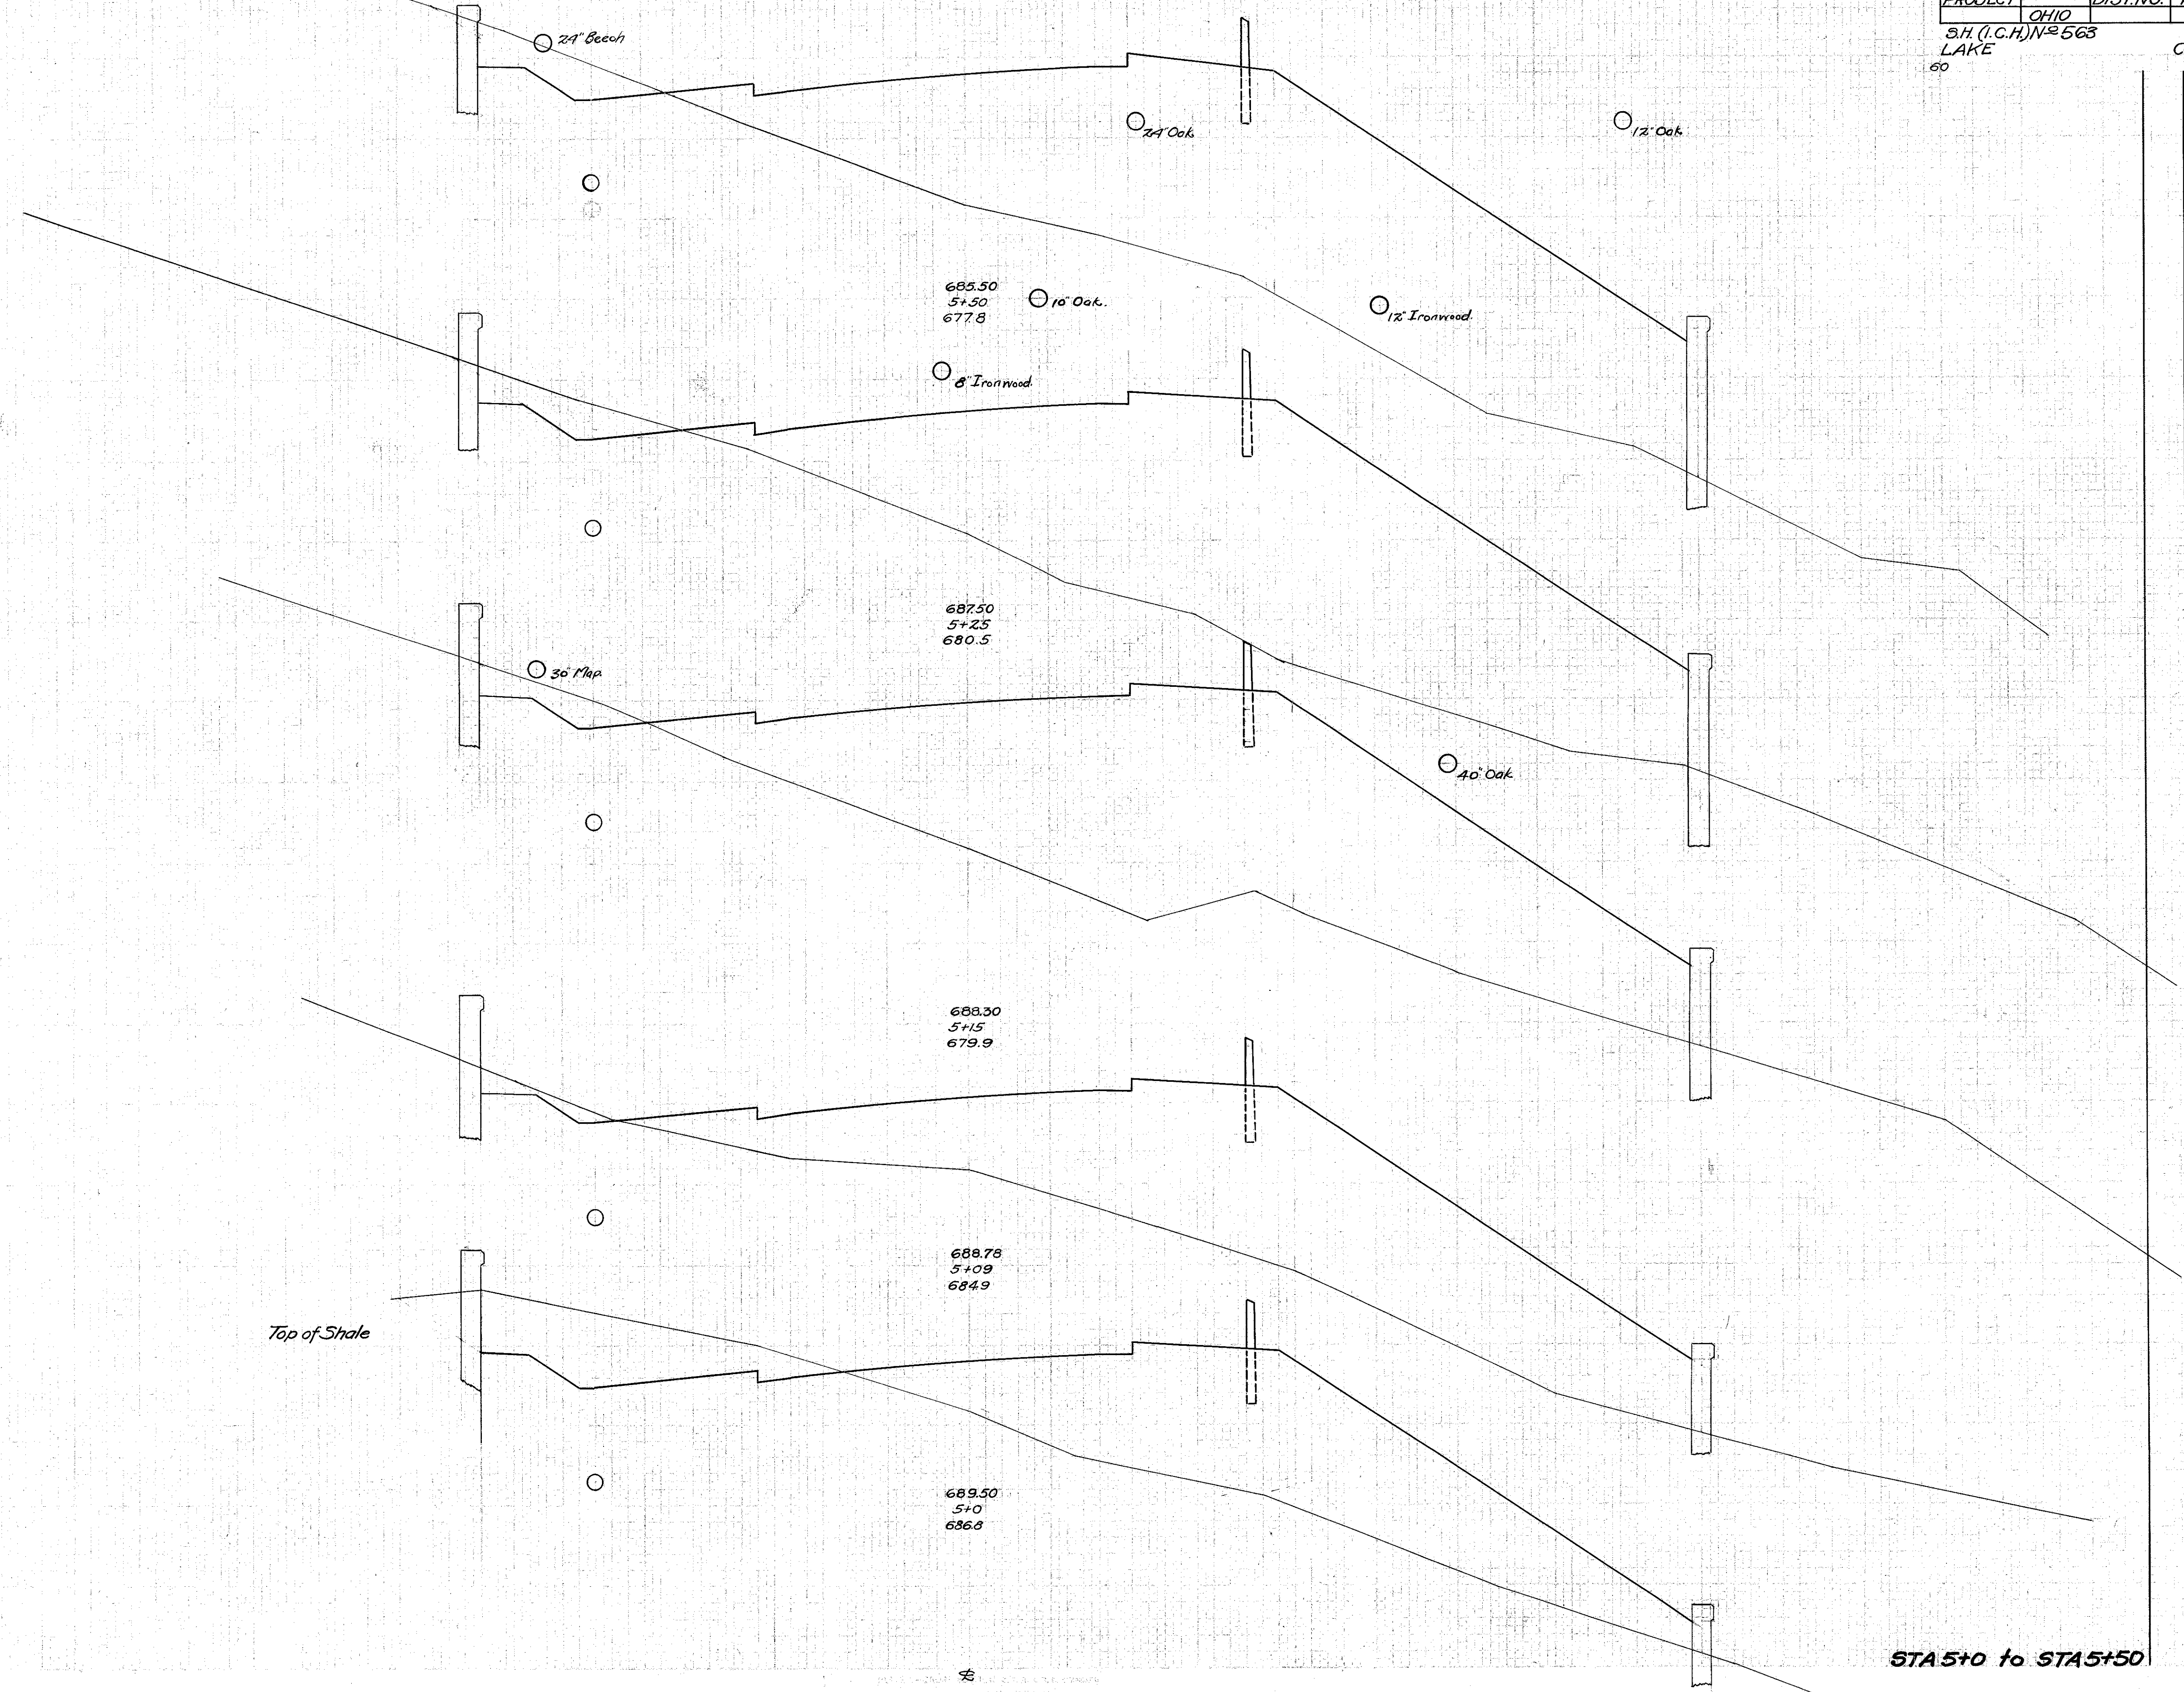 OHIO
S.H. (I.C.H.) Nº 563
LAKE
60
24" Beech
24" Oak
12" Oak
685.50
5+50
677.8
10" Oak.
12" Ironwood.
8" Ironwood.
687.50
5+25
680.5
30" Map.
40" Oak
688.30
5+15
679.9
688.78
5+09
684.9
Top of Shale
689.50
5+0
686.8
STA 5+0 to STA 5+50